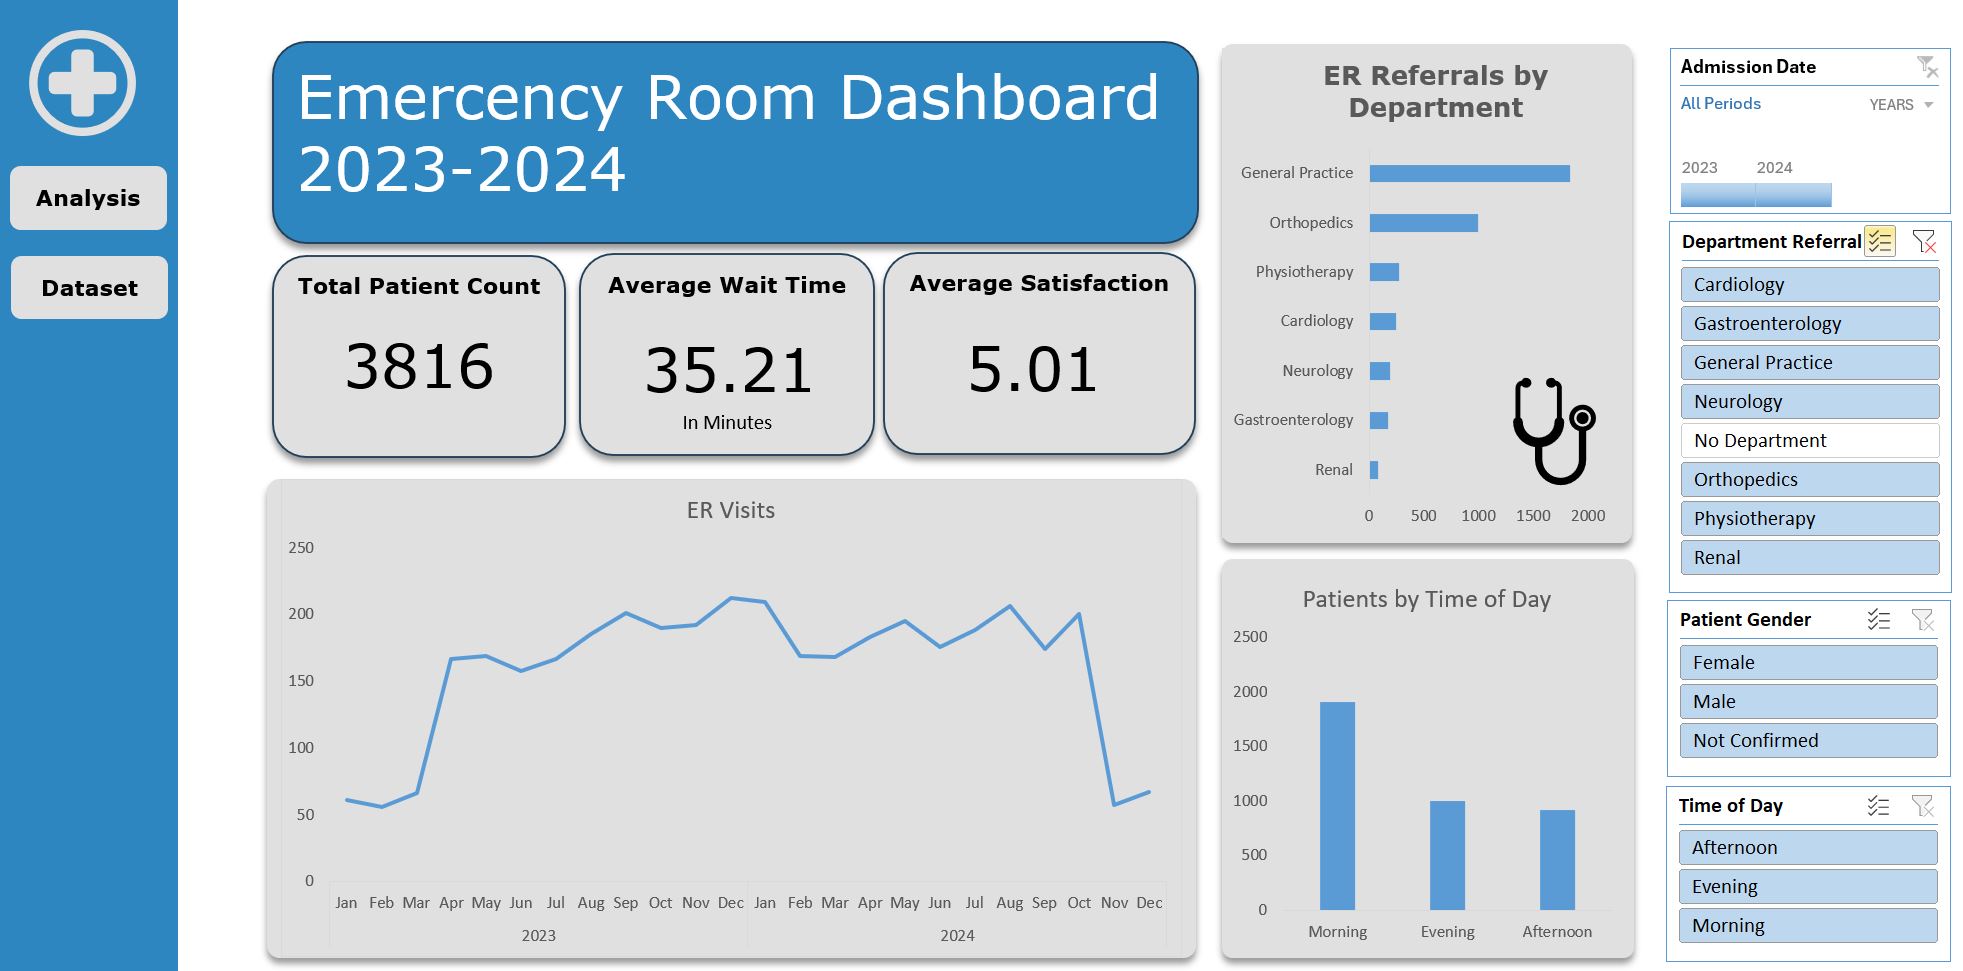 Analysis
Dataset
Emercency Room Dashboard
2023-2024
Total Patient Count
3816
Average Wait Time
35.21
In Minutes
Average Satisfaction
5.01
ER Visits
250
200
150
100
50
0
Jan Feb Mar Apr May Jun Jul Aug Sep Oct Nov Dec Jan Feb Mar Apr May Jun Jul Aug Sep Oct Nov Dec
2023 2024
ER Referrals by
Department
General Practice
Orthopedics
Physiotherapy
Cardiology
Neurology
Gastroenterology
Renal
0 500 1000 1500 2000
Patients by Time of Day
2500
2000
1500
1000
500
0
Morning Evening Afternoon
Admission Date
All Periods YEARS
2023 2024
Department Referral
Cardiology
Gastroenterology
General Practice
Neurology
No Department
Orthopedics
Physiotherapy
Renal
Patient Gender
Female
Male
Not Confirmed
Time of Day
Afternoon
Evening
Morning